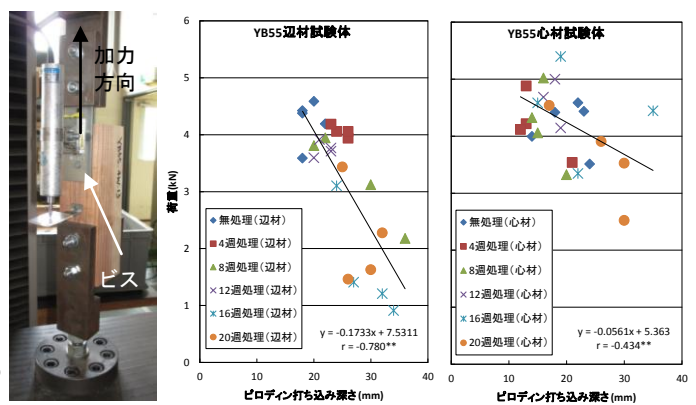 加力
方向
ビス
YB55辺材試験体
荷重(kN)
6
5
4
3
2
1
0
無処理(辺材)
4週処理(辺材)
8週処理(辺材)
12週処理(辺材)
16週処理(辺材)
20週処理(辺材)
y = -0.1733x + 7.5311
r = -0.780**
0
10
20
30
40
ピロディン打ち込み深さ(mm)
YB55心材試験体
無処理(心材)
4週処理(心材)
8週処理(心材)
12週処理(心材)
16週処理(心材)
20週処理(心材)
y = -0.0561x + 5.363
r = -0.434**
0
10
20
30
40
ピロディン打ち込み深さ(mm)